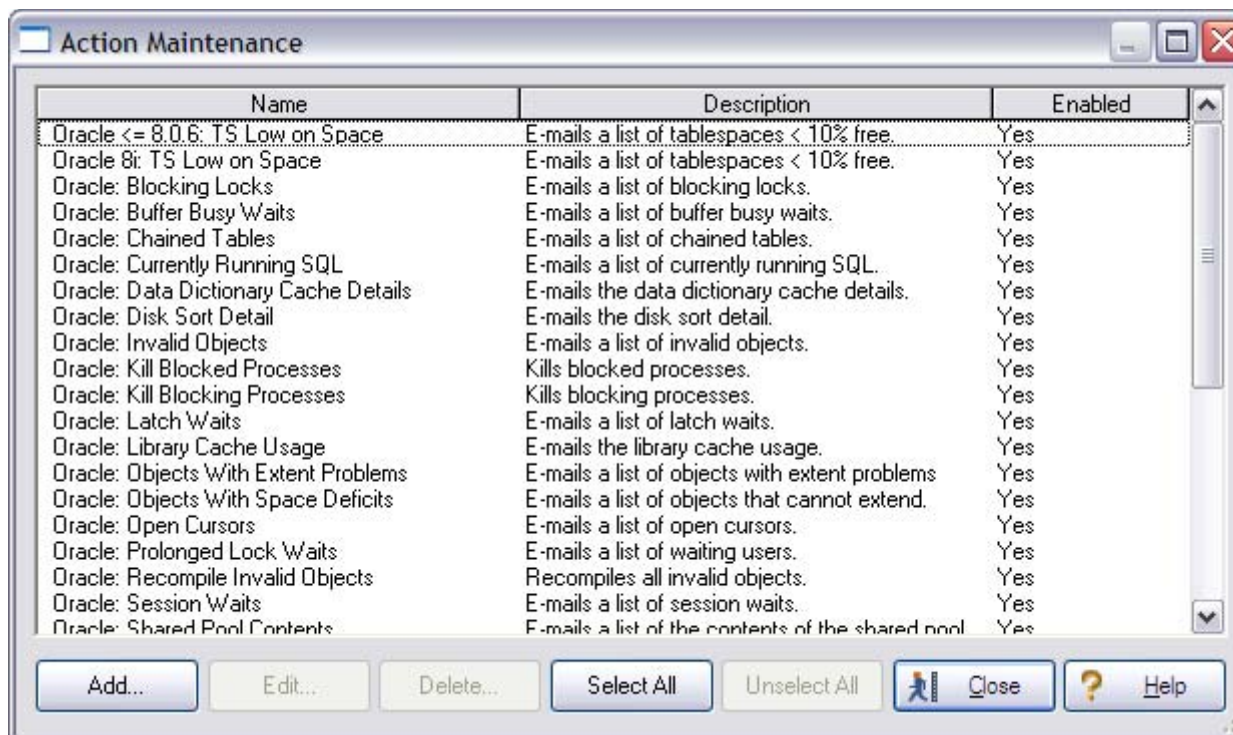 Action Maintenance
Name Description Enabled
Oracle <= 8.0.6: TS Low on Space E-mails a list of tablespaces < 10% free. Yes
Oracle 8i: TS Low on Space E-mails a list of tablespaces < 10% free. Yes
Oracle: Blocking Locks E-mails a list of blocking locks. Yes
Oracle: Buffer Busy Waits E-mails a list of buffer busy waits. Yes
Oracle: Chained Tables E-mails a list of chained tables. Yes
Oracle: Currently Running SQL E-mails a list of currently running SQL. Yes
Oracle: Data Dictionary Cache Details E-mails the data dictionary cache details. Yes
Oracle: Disk Sort Detail E-mails the disk sort detail. Yes
Oracle: Invalid Objects E-mails a list of invalid objects. Yes
Oracle: Kill Blocked Processes Kills blocked processes. Yes
Oracle: Kill Blocking Processes Kills blocking processes. Yes
Oracle: Latch Waits E-mails a list of latch waits. Yes
Oracle: Library Cache Usage E-mails the library cache usage. Yes
Oracle: Objects With Extent Problems E-mails a list of objects with extent problems Yes
Oracle: Objects With Space Deficits E-mails a list of objects that cannot extend. Yes
Oracle: Open Cursors E-mails a list of open cursors. Yes
Oracle: Prolonged Lock Waits E-mails a list of waiting users. Yes
Oracle: Recompile Invalid Objects Recompiles all invalid objects. Yes
Oracle: Session Waits E-mails a list of session waits. Yes
Oracle: Shared Pool Contents E-mails a list of the contents of the shared pool Yes
Add... Edit... Delete... Select All Unselect All Close Help